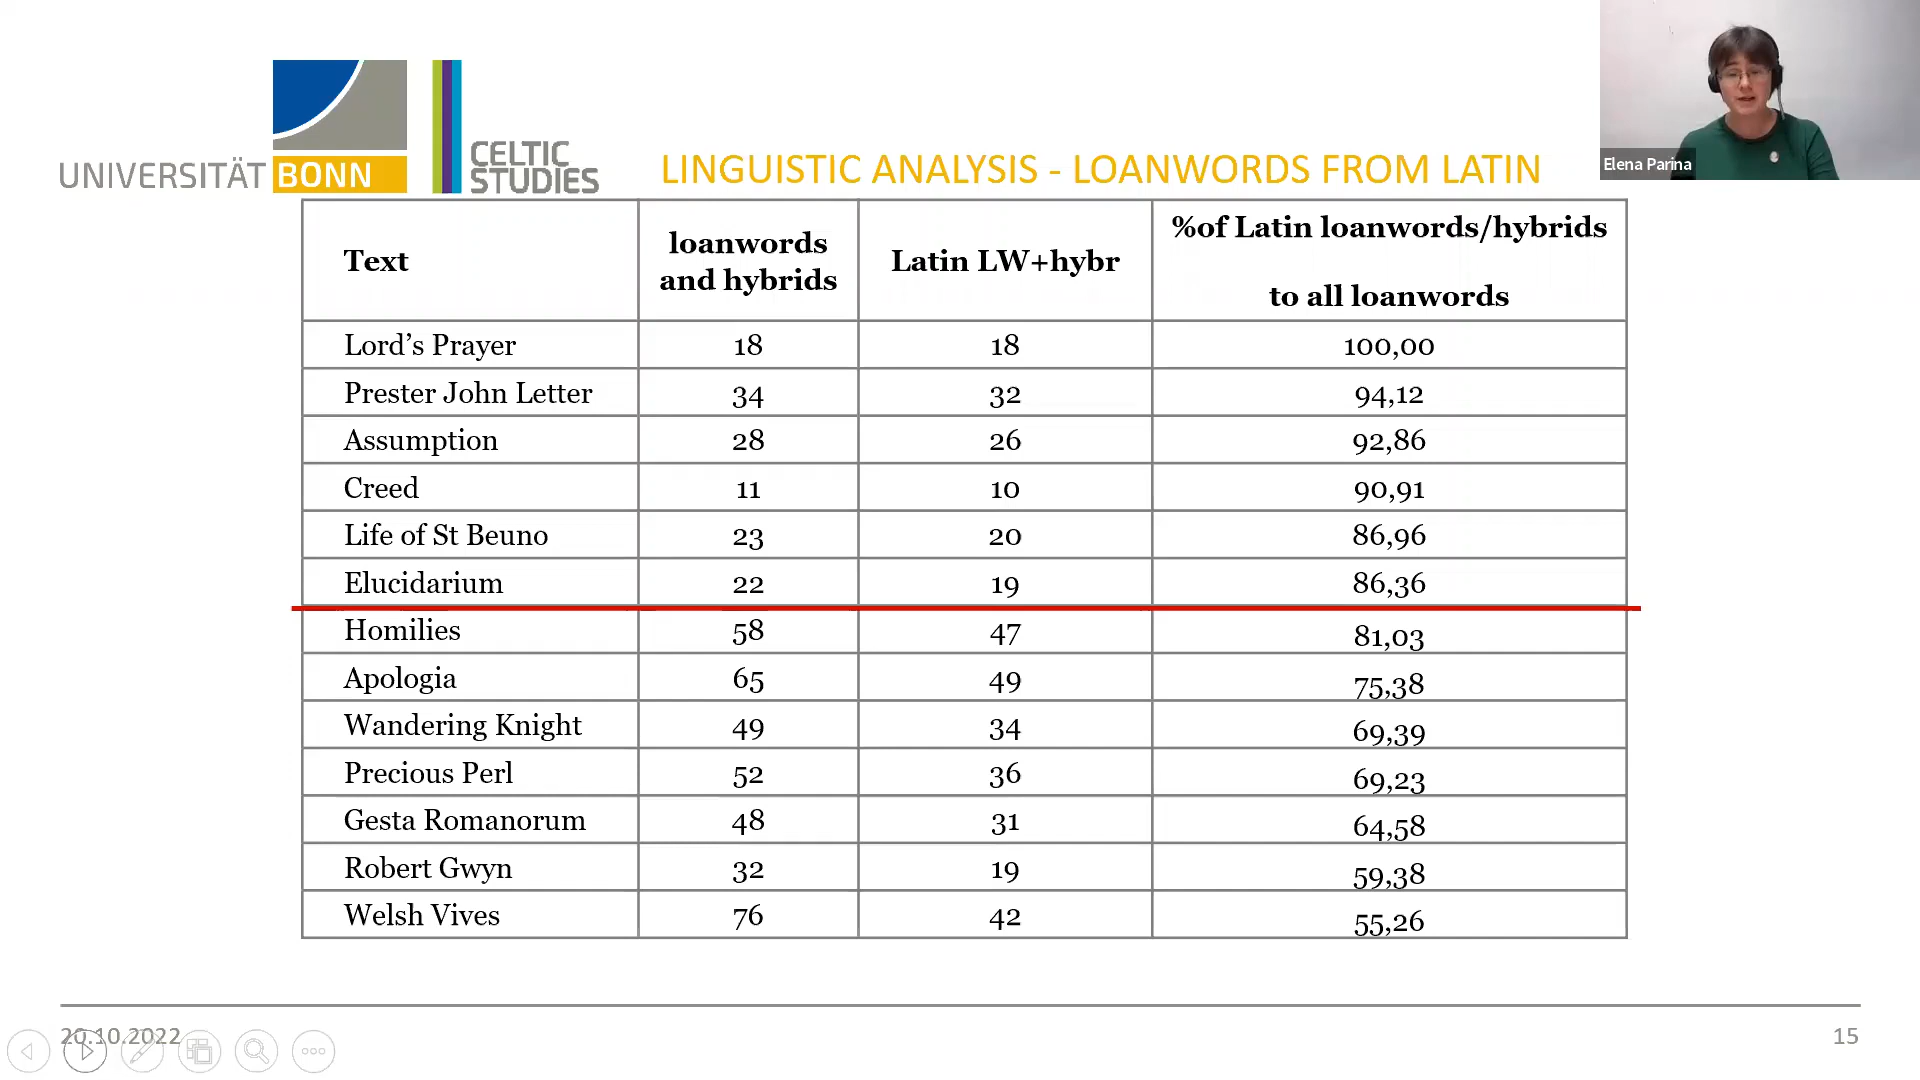 UNIVERSITÄT BONN
CELTIC
STUDIES
LINGUISTIC ANALYSIS - LOANWORDS FROM LATIN
Elena Parina
Text loanwords and hybrids Latin LW+hybr %of Latin loanwords/hybrids to all loanwords
Lord’s Prayer 18 18 100,00
Prester John Letter 34 32 94,12
Assumption 28 26 92,86
Creed 11 10 90,91
Life of St Beuno 23 20 86,96
Elucidarium 22 19 86,36
Homilies 58 47 81,03
Apologia 65 49 75,38
Wandering Knight 49 34 69,39
Precious Perl 52 36 69,23
Gesta Romanorum 48 31 64,58
Robert Gwyn 32 19 59,38
Welsh Vives 76 42 55,26
20.10.2022
15